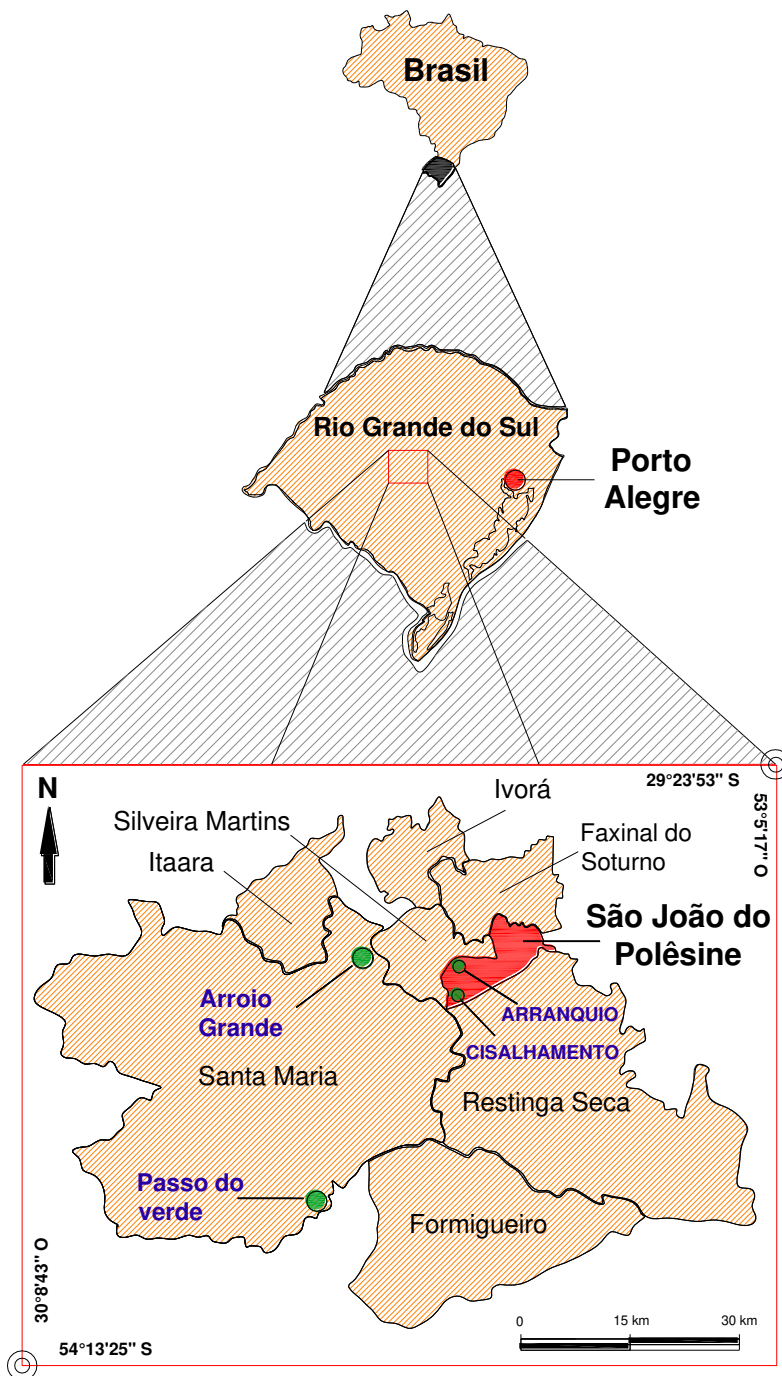 Brasil
Rio Grande do Sul
Porto
Alegre
29°23'53" S
53°5'17" O
N
Ivorá
Silveira Martins
Itaara
Faxinal do
Soturno
São João do
Polêsine
Arroio
Grande
ARRANQUIO
CISALHAMENTO
Santa Maria
Restinga Seca
Passo do
verde
Formigueiro
30°8'43" O
54°13'25" S
0
15 km
30 km